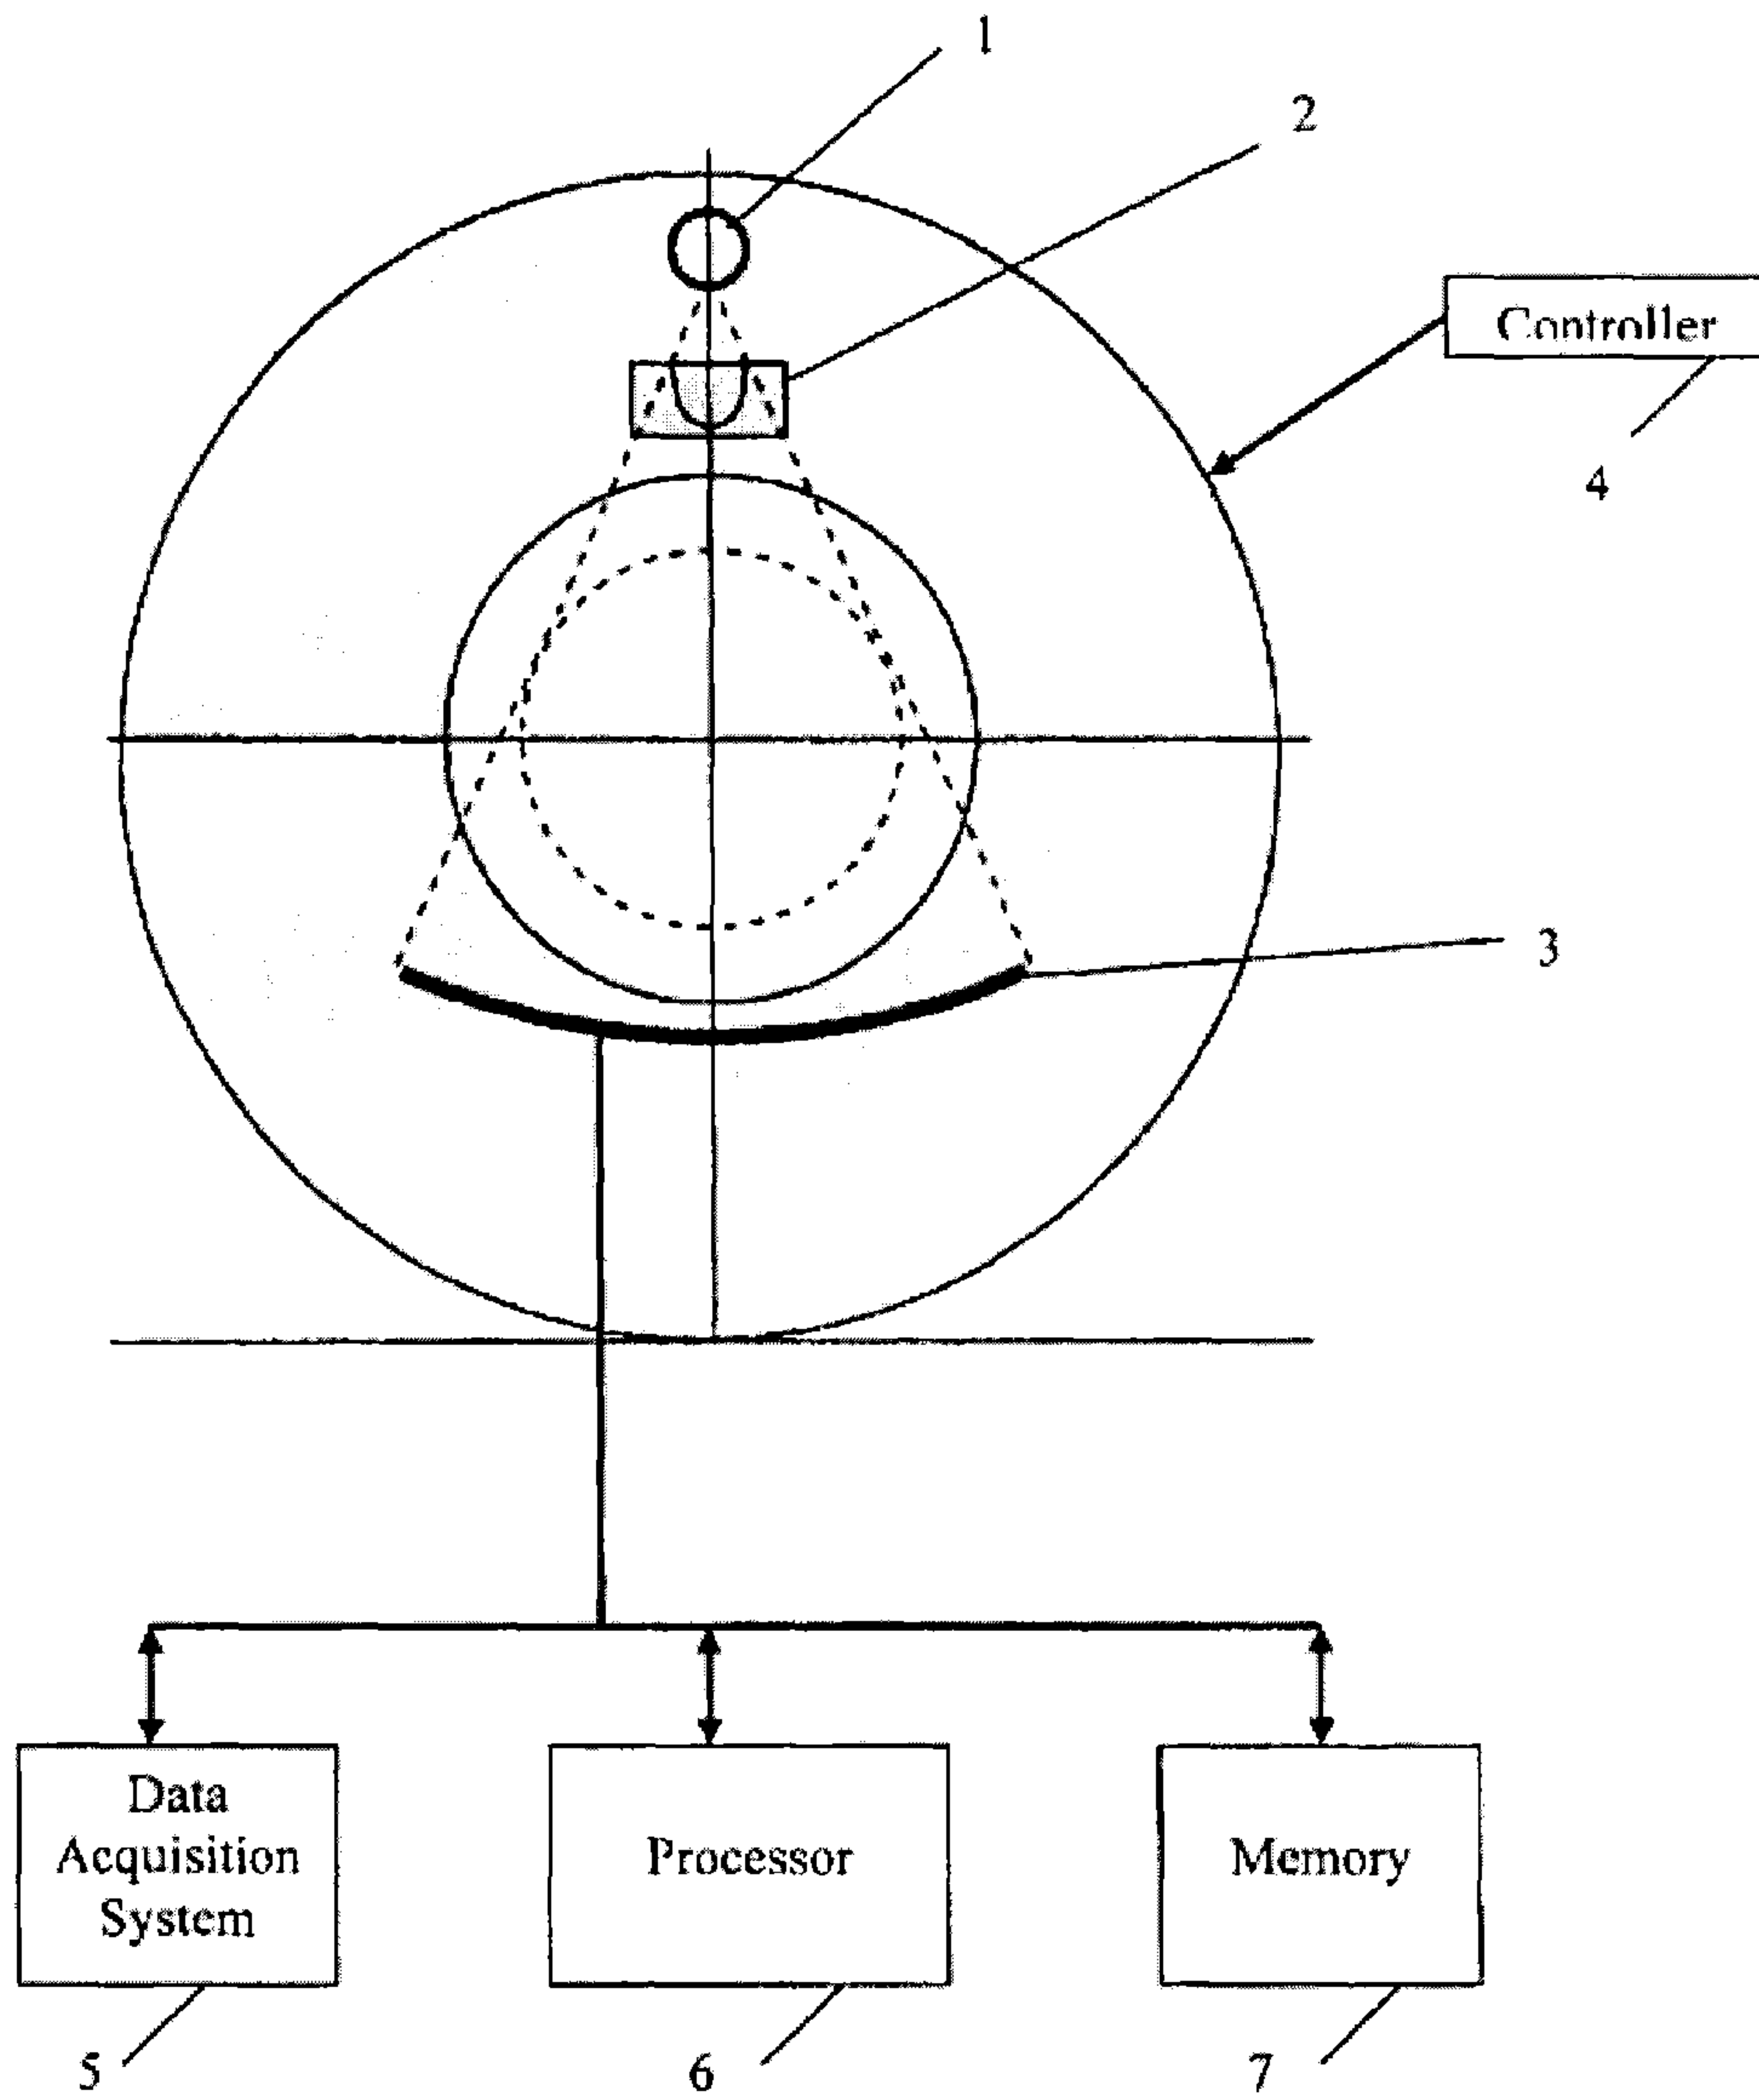 1
2
Controller
4
3
Data
Acquisition
System
Processor
Memory
5
6
7